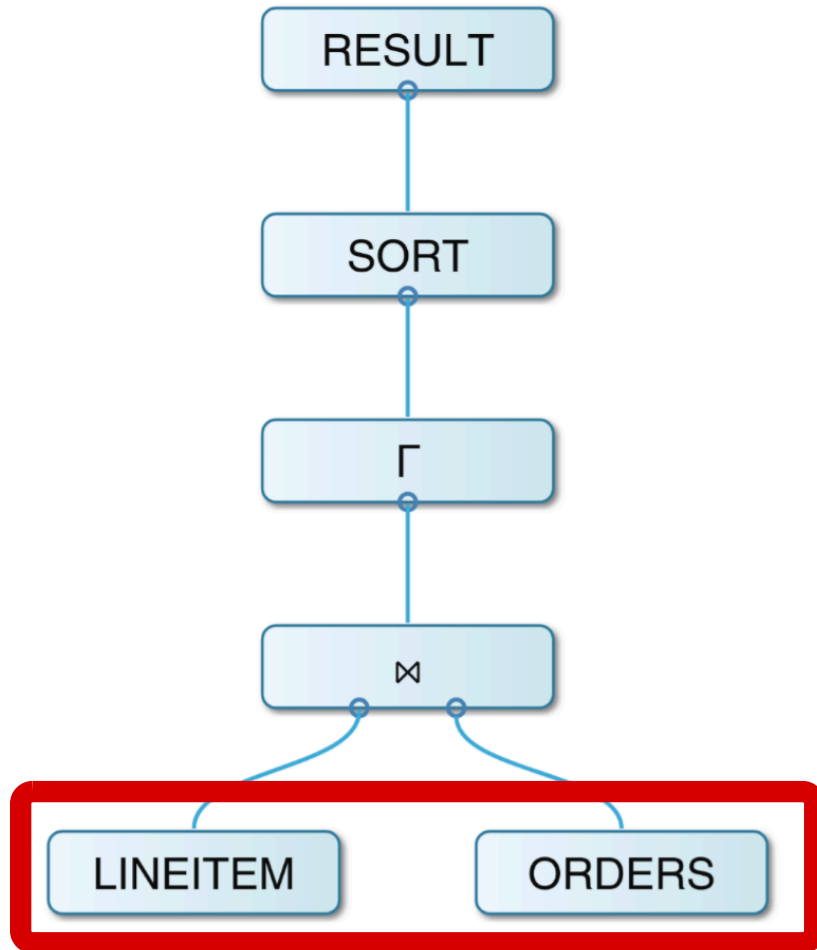 RESULT
SORT
Γ
⋈
LINEITEM
ORDERS